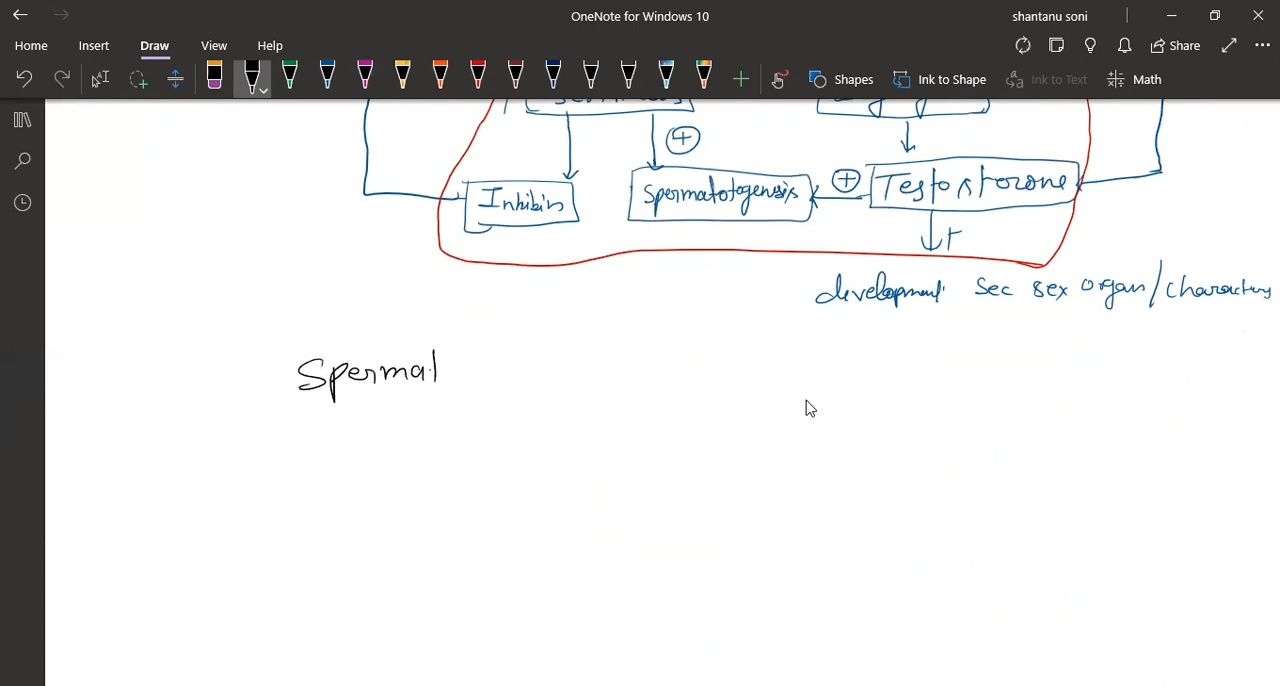 OneNote for Windows 10
shantanu soni
Home Insert Draw View Help
Share
Shapes Ink to Shape Ink to Text Math
+
Inhibin Spermatotogenesis + Testosterone
+
development sec sex organ/characters
Spermat